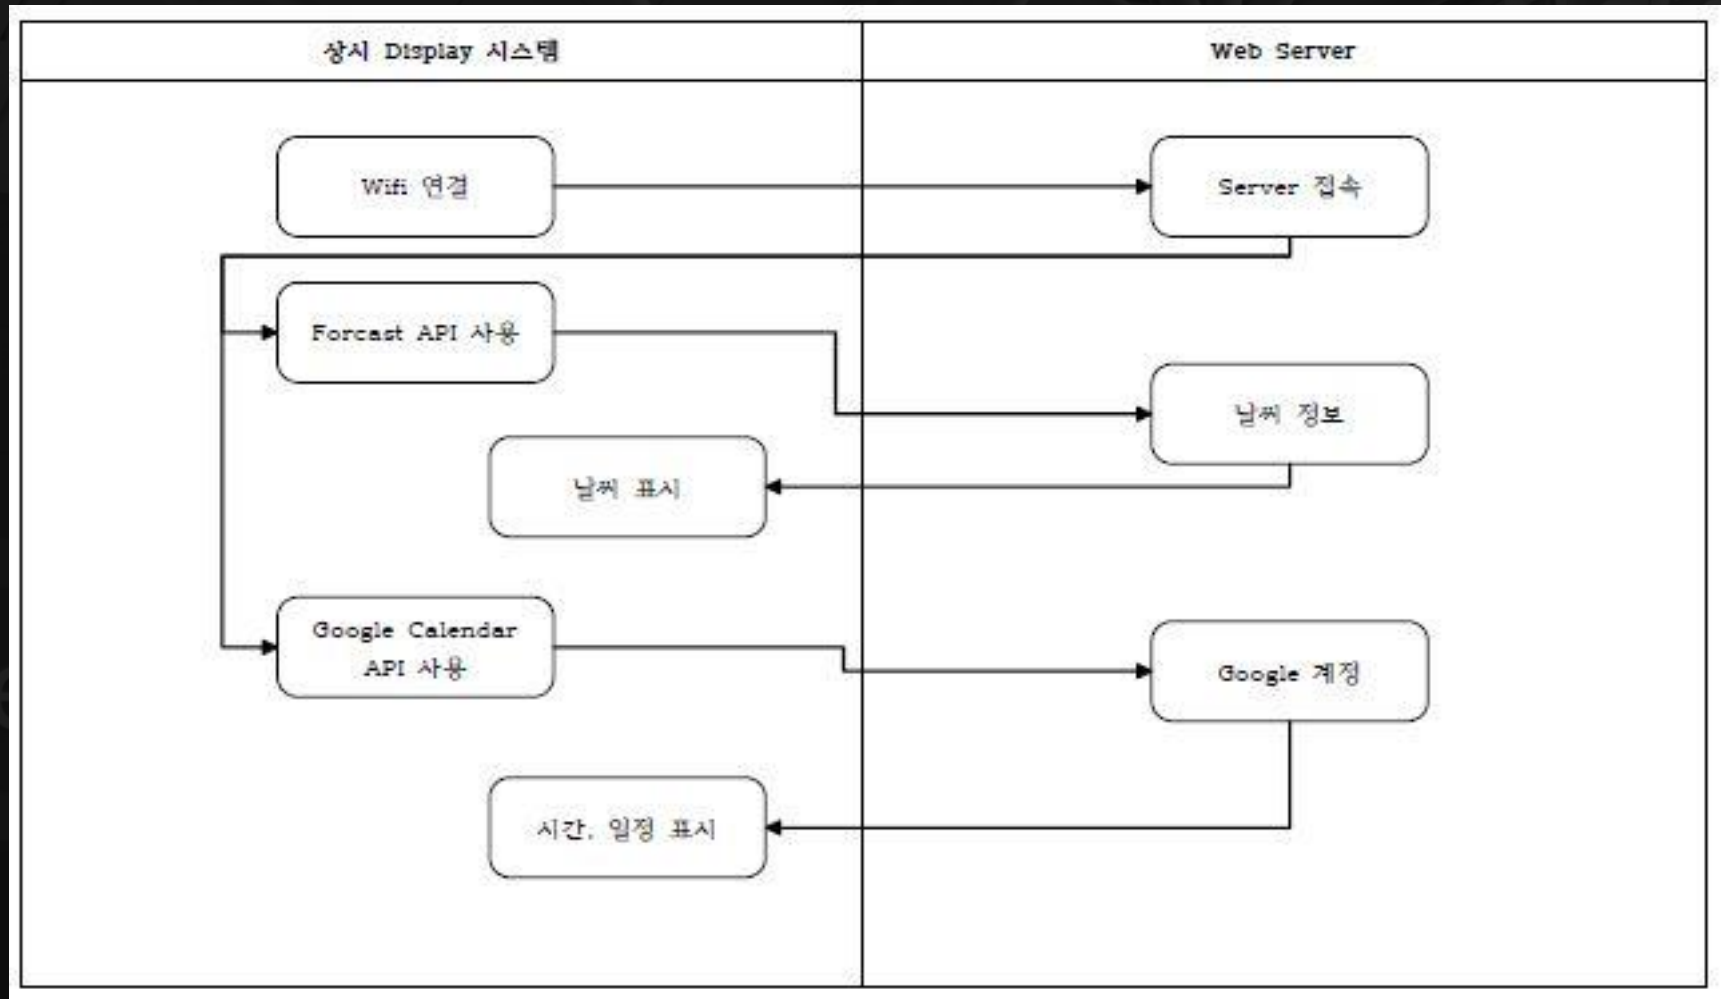 상시 Display 시스템
Web Server
Wifi 연결
Server 접속
Forcast API 사용
날씨 정보
날씨 표시
Google Calendar
API 사용
Google 계정
시간, 일정 표시